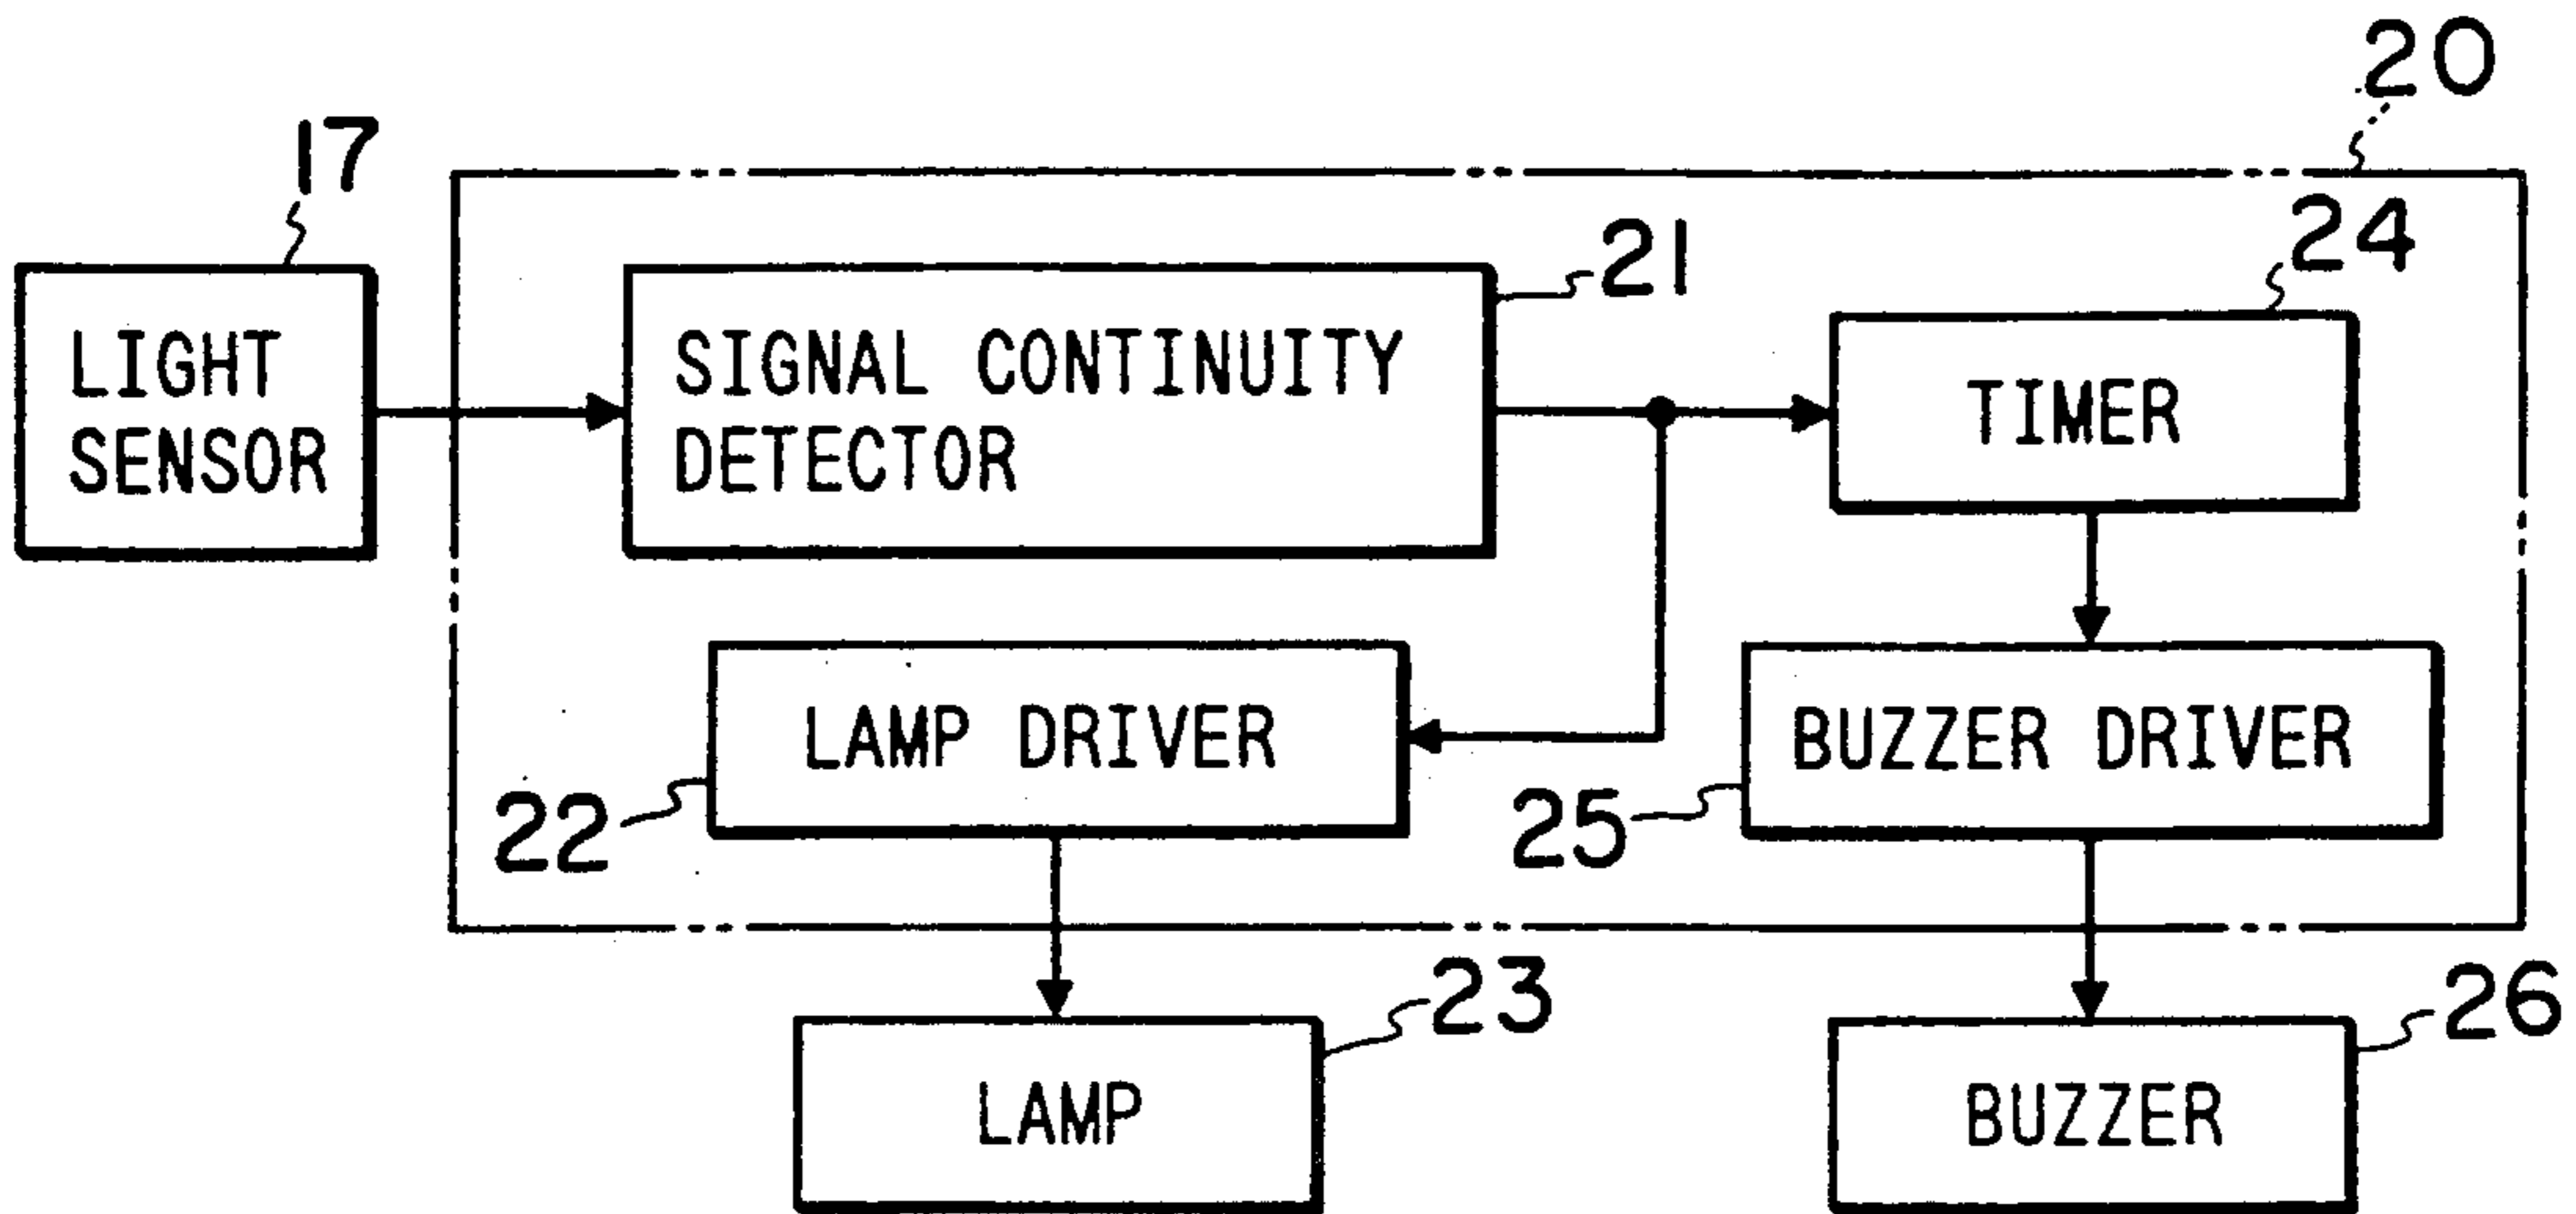 20
17
24
21
LIGHT
SENSOR
SIGNAL CONTINUITY
DETECTOR
TIMER
LAMP DRIVER
BUZZER DRIVER
22
25
23
26
LAMP
BUZZER